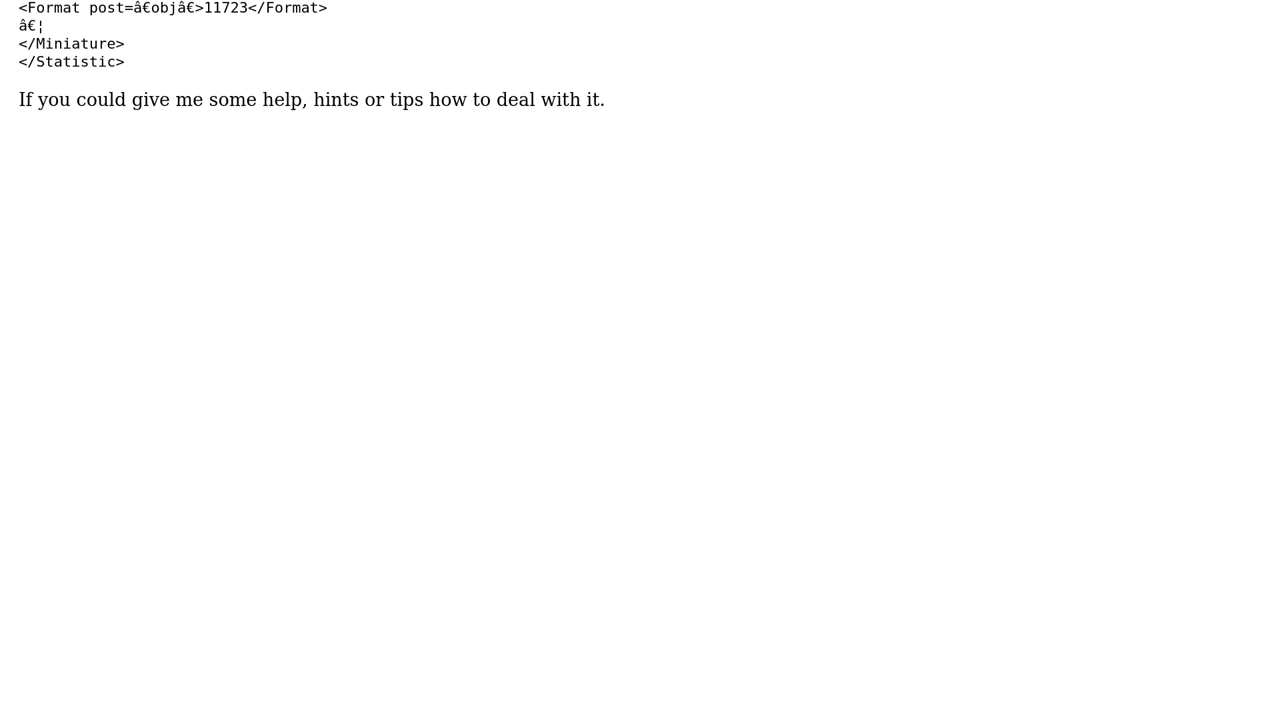 <Format post=â€objâ€>11723</Format>
â€¦
</Miniature>
</Statistic>
If you could give me some help, hints or tips how to deal with it.